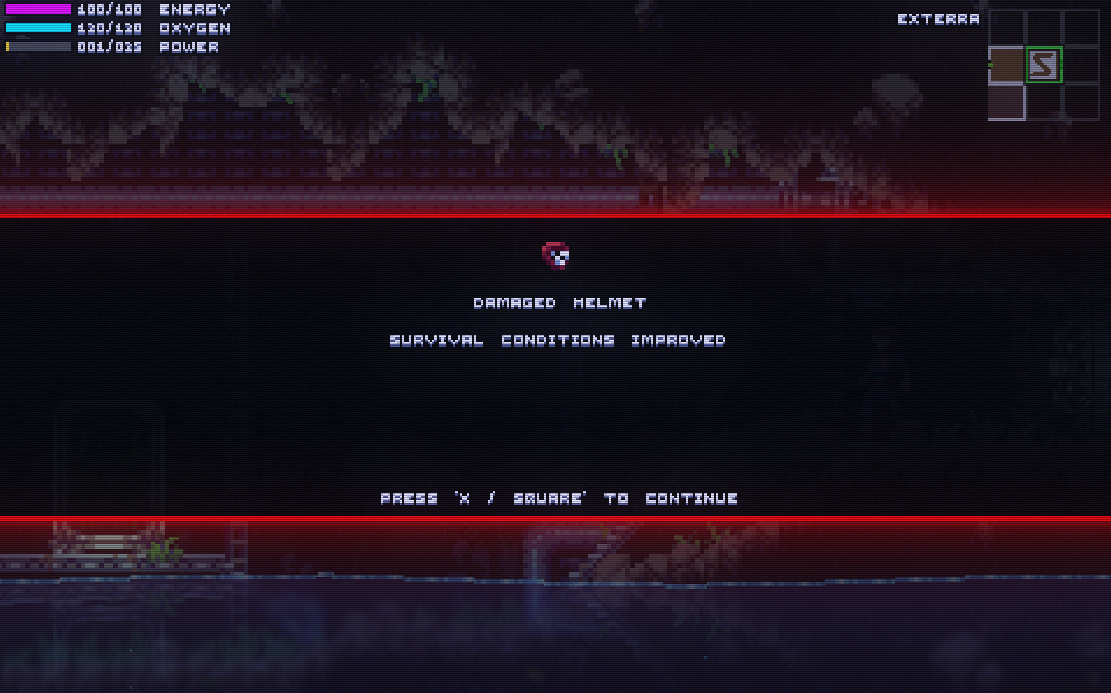 100/100 ENERGY
120/120 OXYGEN
001/025 POWER
EXTERRA
S
DAMAGED HELMET
SURVIVAL CONDITIONS IMPROVED
PRESS 'X / SQUARE' TO CONTINUE